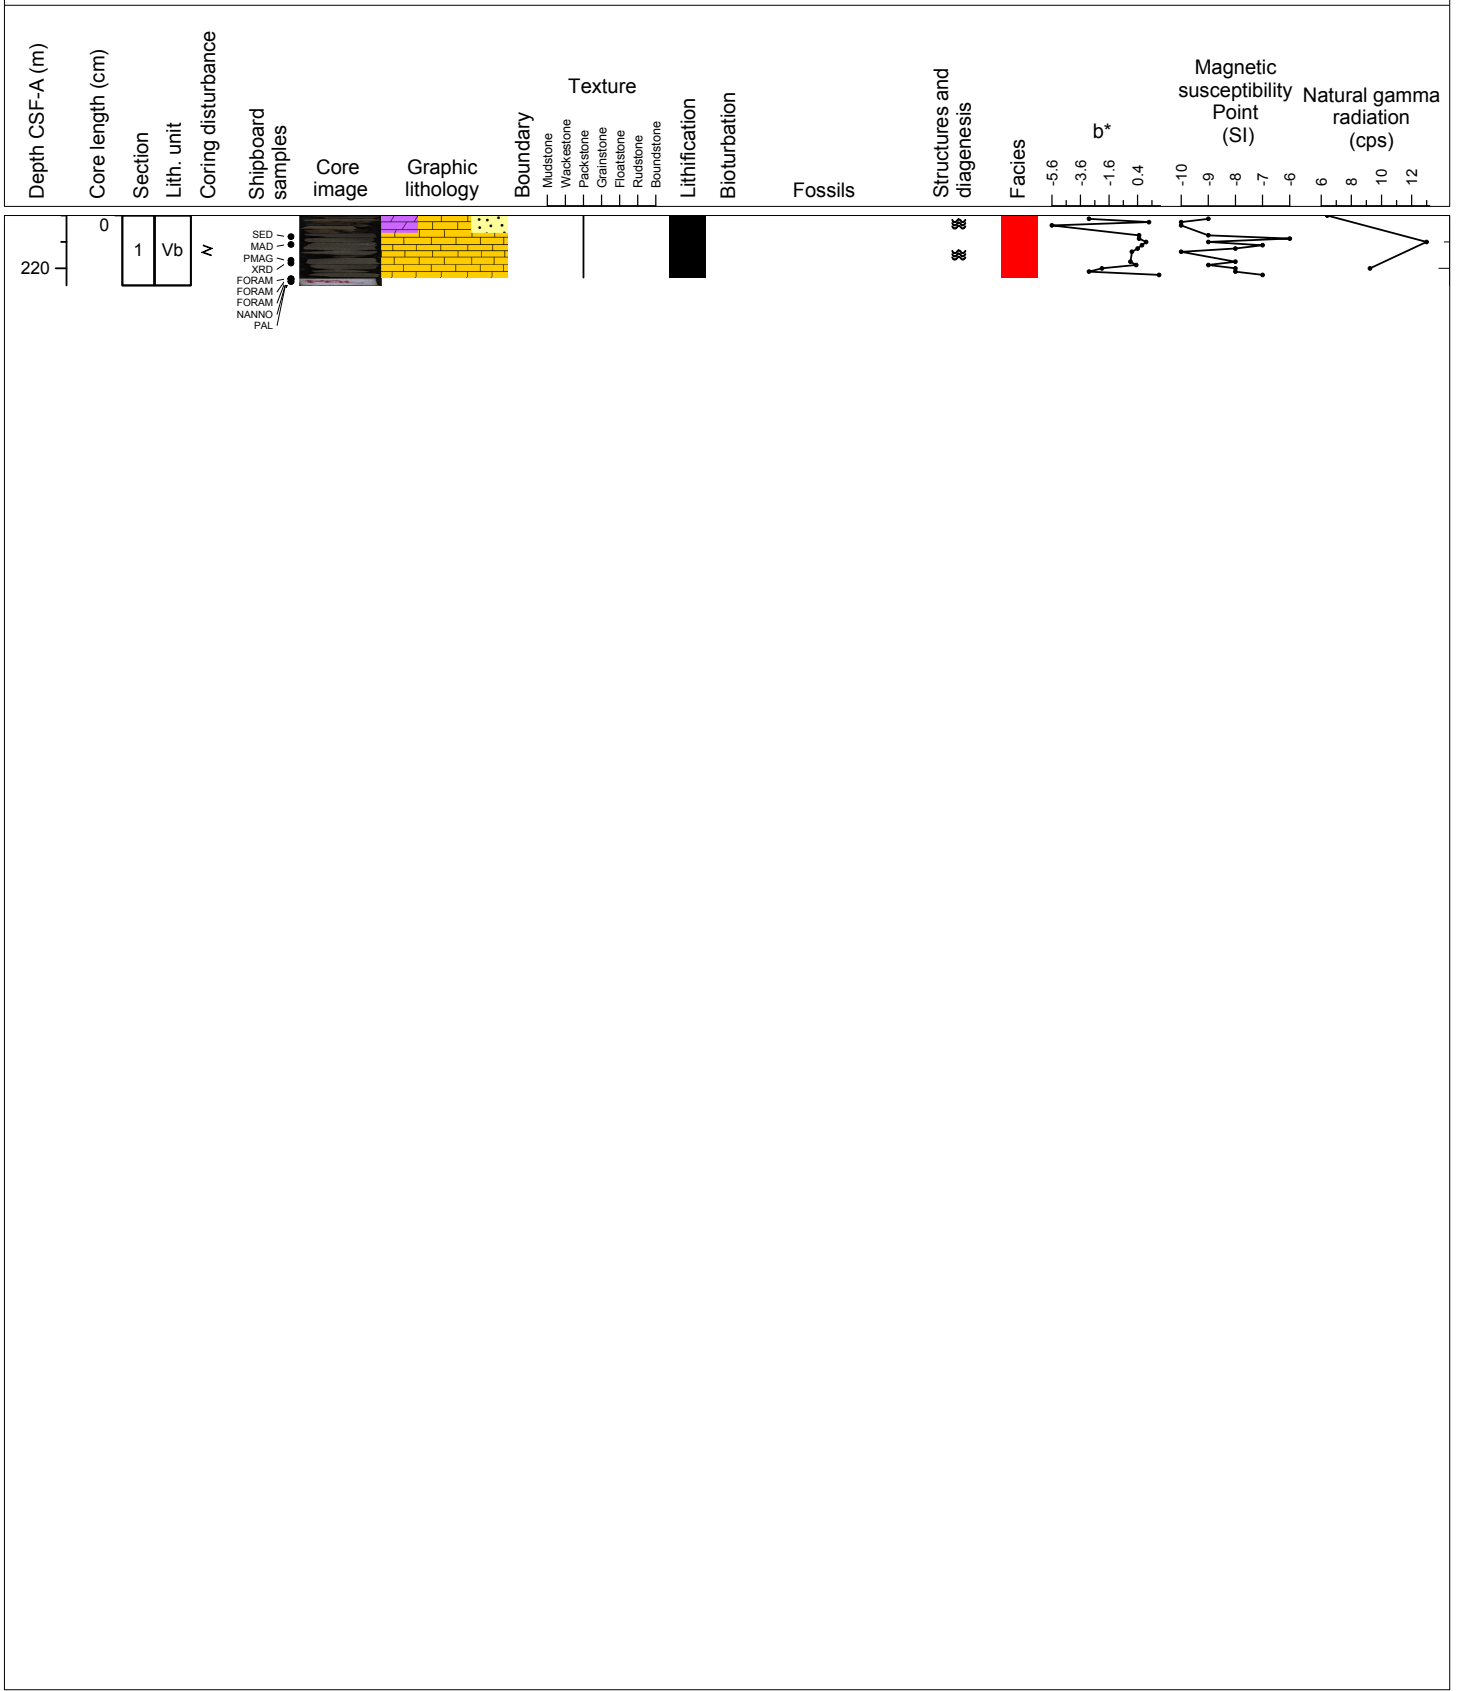 Depth CSF-A (m)
Core length (cm)
Section
Lith. unit
Coring disturbance
Shipboard
samples
Core
image
Graphic
lithology
Boundary
Texture
Mudstone
Wackestone
Packstone
Grainstone
Floatstone
Rudstone
Boundstone
Lithification
Bioturbation
Fossils
Structures and
diagenesis
Facies
b*
-5.6
-3.6
-1.6
0.4
Magnetic
susceptibility
Point
(SI)
-10
-9
-8
-7
-6
Natural gamma
radiation
(cps)
6
8
10
12
0
220
1
Vb
SED
MAD
PMAG
XRD
FORAM
FORAM
FORAM
NANNO
PAL